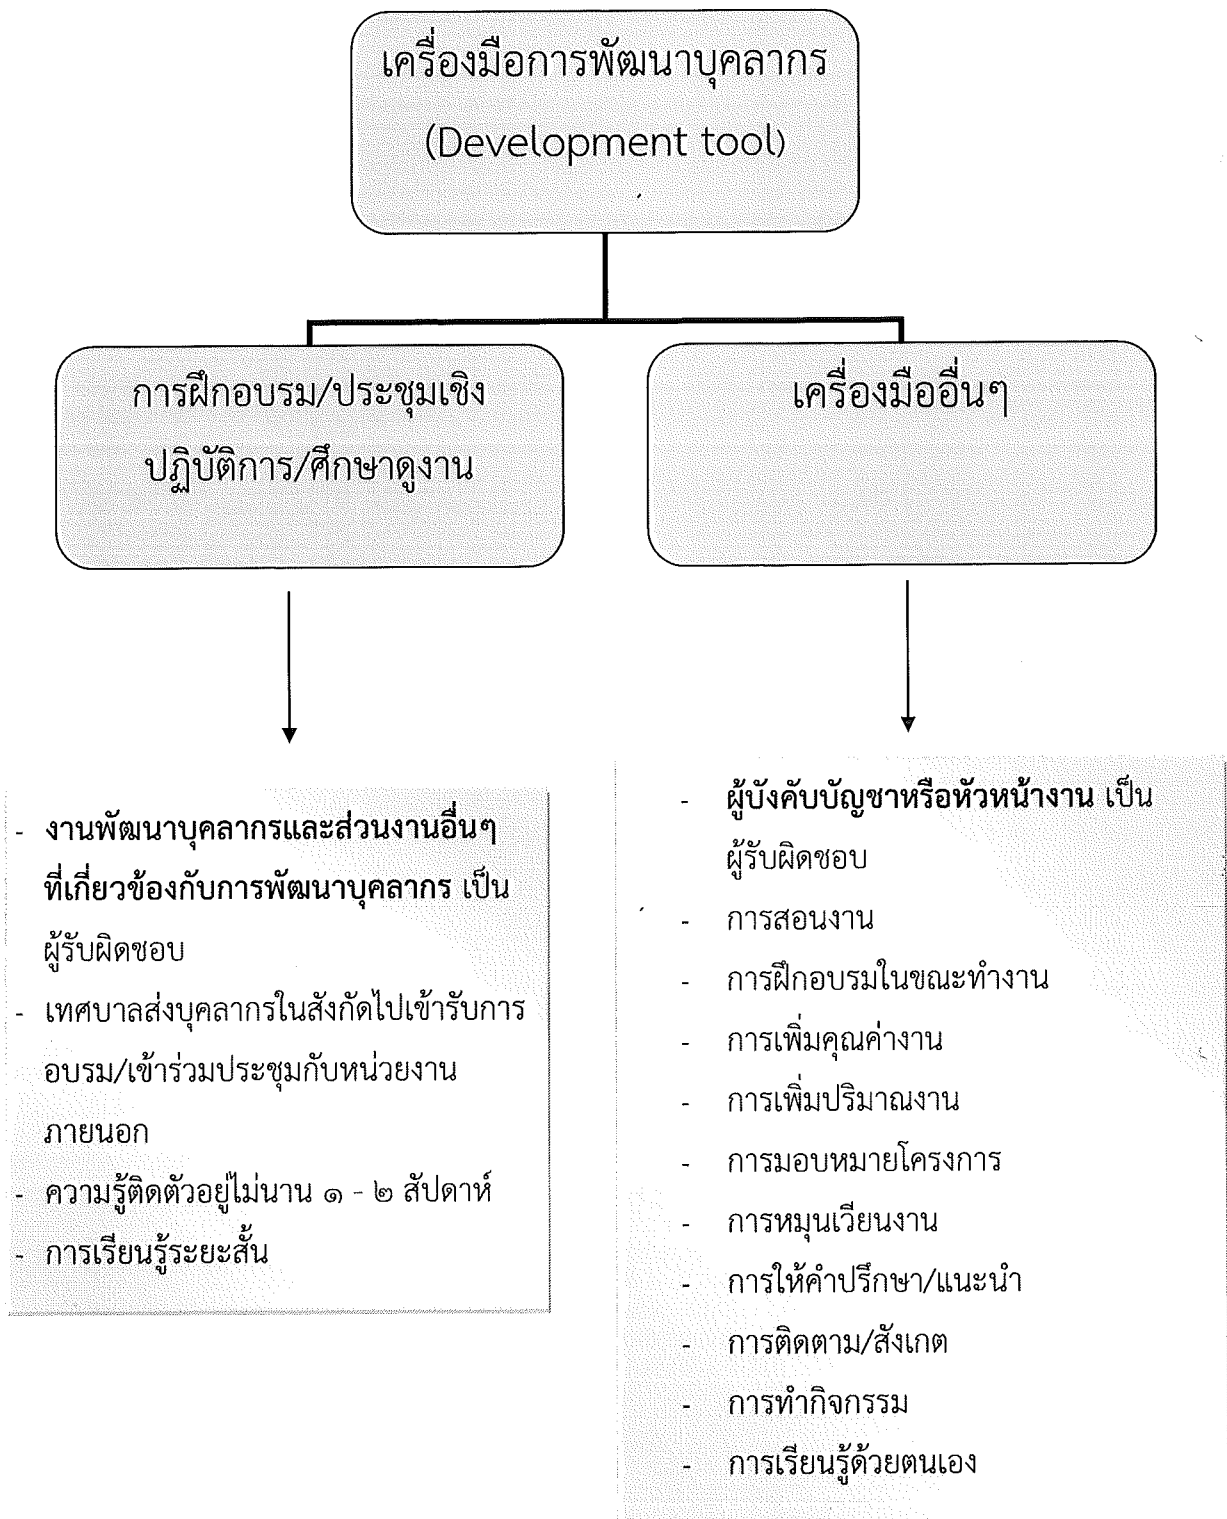 เครื่องมือการพัฒนาบุคลากร
(Development tool)
การฝึกอบรม/ประชุมเชิง
ปฏิบัติการ/ศึกษาดูงาน
เครื่องมืออื่นๆ
- งานพัฒนาบุคลากรและส่วนงานอื่นๆ
ที่เกี่ยวข้องกับการพัฒนาบุคลากร เป็น
ผู้รับผิดชอบ
- เทศบาลส่งบุคลากรในสังกัดไปเข้ารับการ
อบรม/เข้าร่วมประชุมกับหน่วยงาน
ภายนอก
- ความรู้ติดตัวอยู่ไม่นาน ๑ - ๒ สัปดาห์
- การเรียนรู้ระยะสั้น
- ผู้บังคับบัญชาหรือหัวหน้างาน เป็น
ผู้รับผิดชอบ
- การสอนงาน
- การฝึกอบรมในขณะทำงาน
- การเพิ่มคุณค่างาน
- การเพิ่มปริมาณงาน
- การมอบหมายโครงการ
- การหมุนเวียนงาน
- การให้คำปรึกษา/แนะนำ
- การติดตาม/สังเกต
- การทำกิจกรรม
- การเรียนรู้ด้วยตนเอง